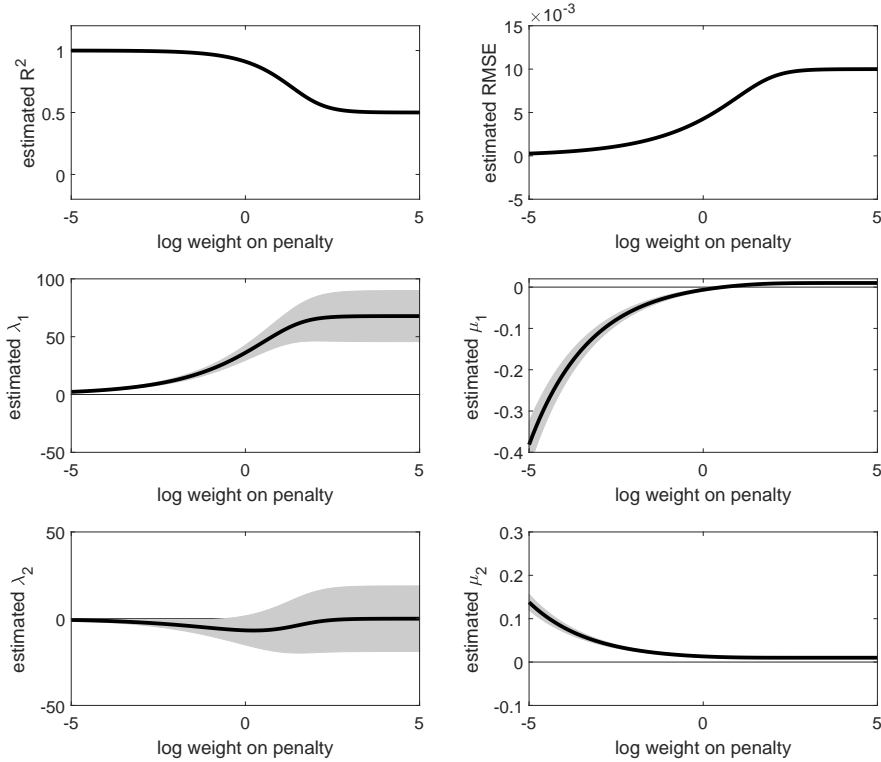 estimated R²
1
0.5
0
-5 0 5
log weight on penalty
×10⁻³
estimated RMSE
15
10
5
0
-5
-5 0 5
log weight on penalty
estimated λ₁
100
50
0
-50
-5 0 5
log weight on penalty
estimated μ₁
0
-0.1
-0.2
-0.3
-0.4
-5 0 5
log weight on penalty
estimated λ₂
50
0
-50
-5 0 5
log weight on penalty
estimated μ₂
0.3
0.2
0.1
0
-0.1
-5 0 5
log weight on penalty